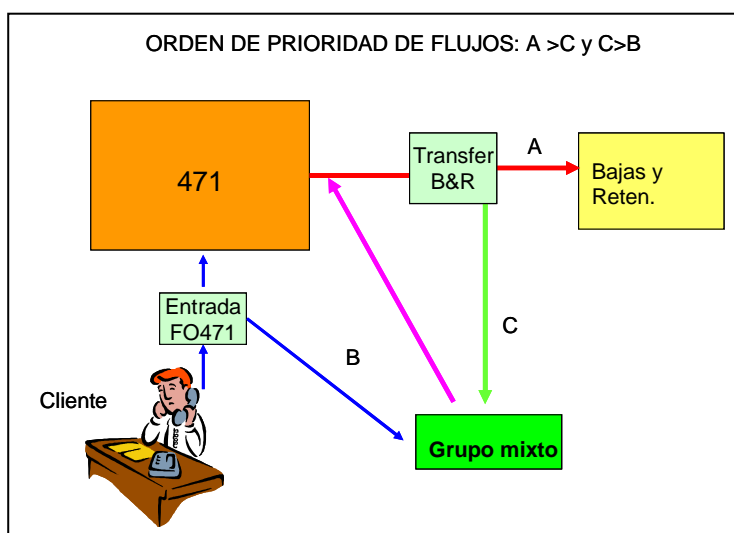 ORDEN DE PRIORIDAD DE FLUJOS: A >C y C>B
471
Transfer
B&R
A
Bajas y
Reten.
Entrada
FO471
B
C
Cliente
Grupo mixto